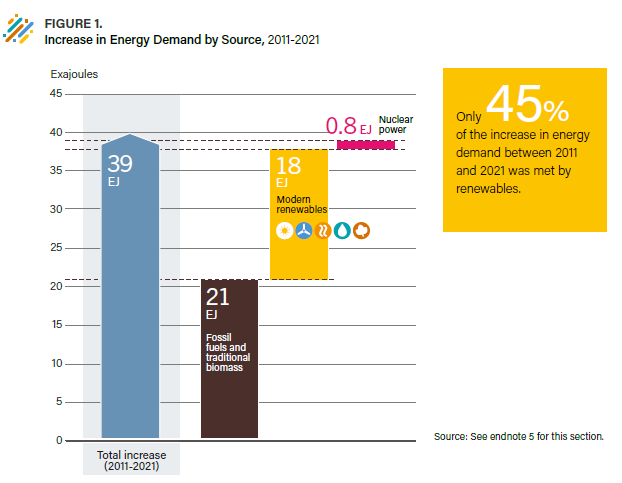 FIGURE 1.
Increase in Energy Demand by Source, 2011-2021
Exajoules
45
40
35
30
25
20
15
10
5
0
39
EJ
21
EJ
Fossil
fuels and
traditional
biomass
18
EJ
Modern
renewables
0.8 EJ
Nuclear
power
Total increase
(2011-2021)
Only 45%
of the increase in energy
demand between 2011
and 2021 was met by
renewables.
Source: See endnote 5 for this section.